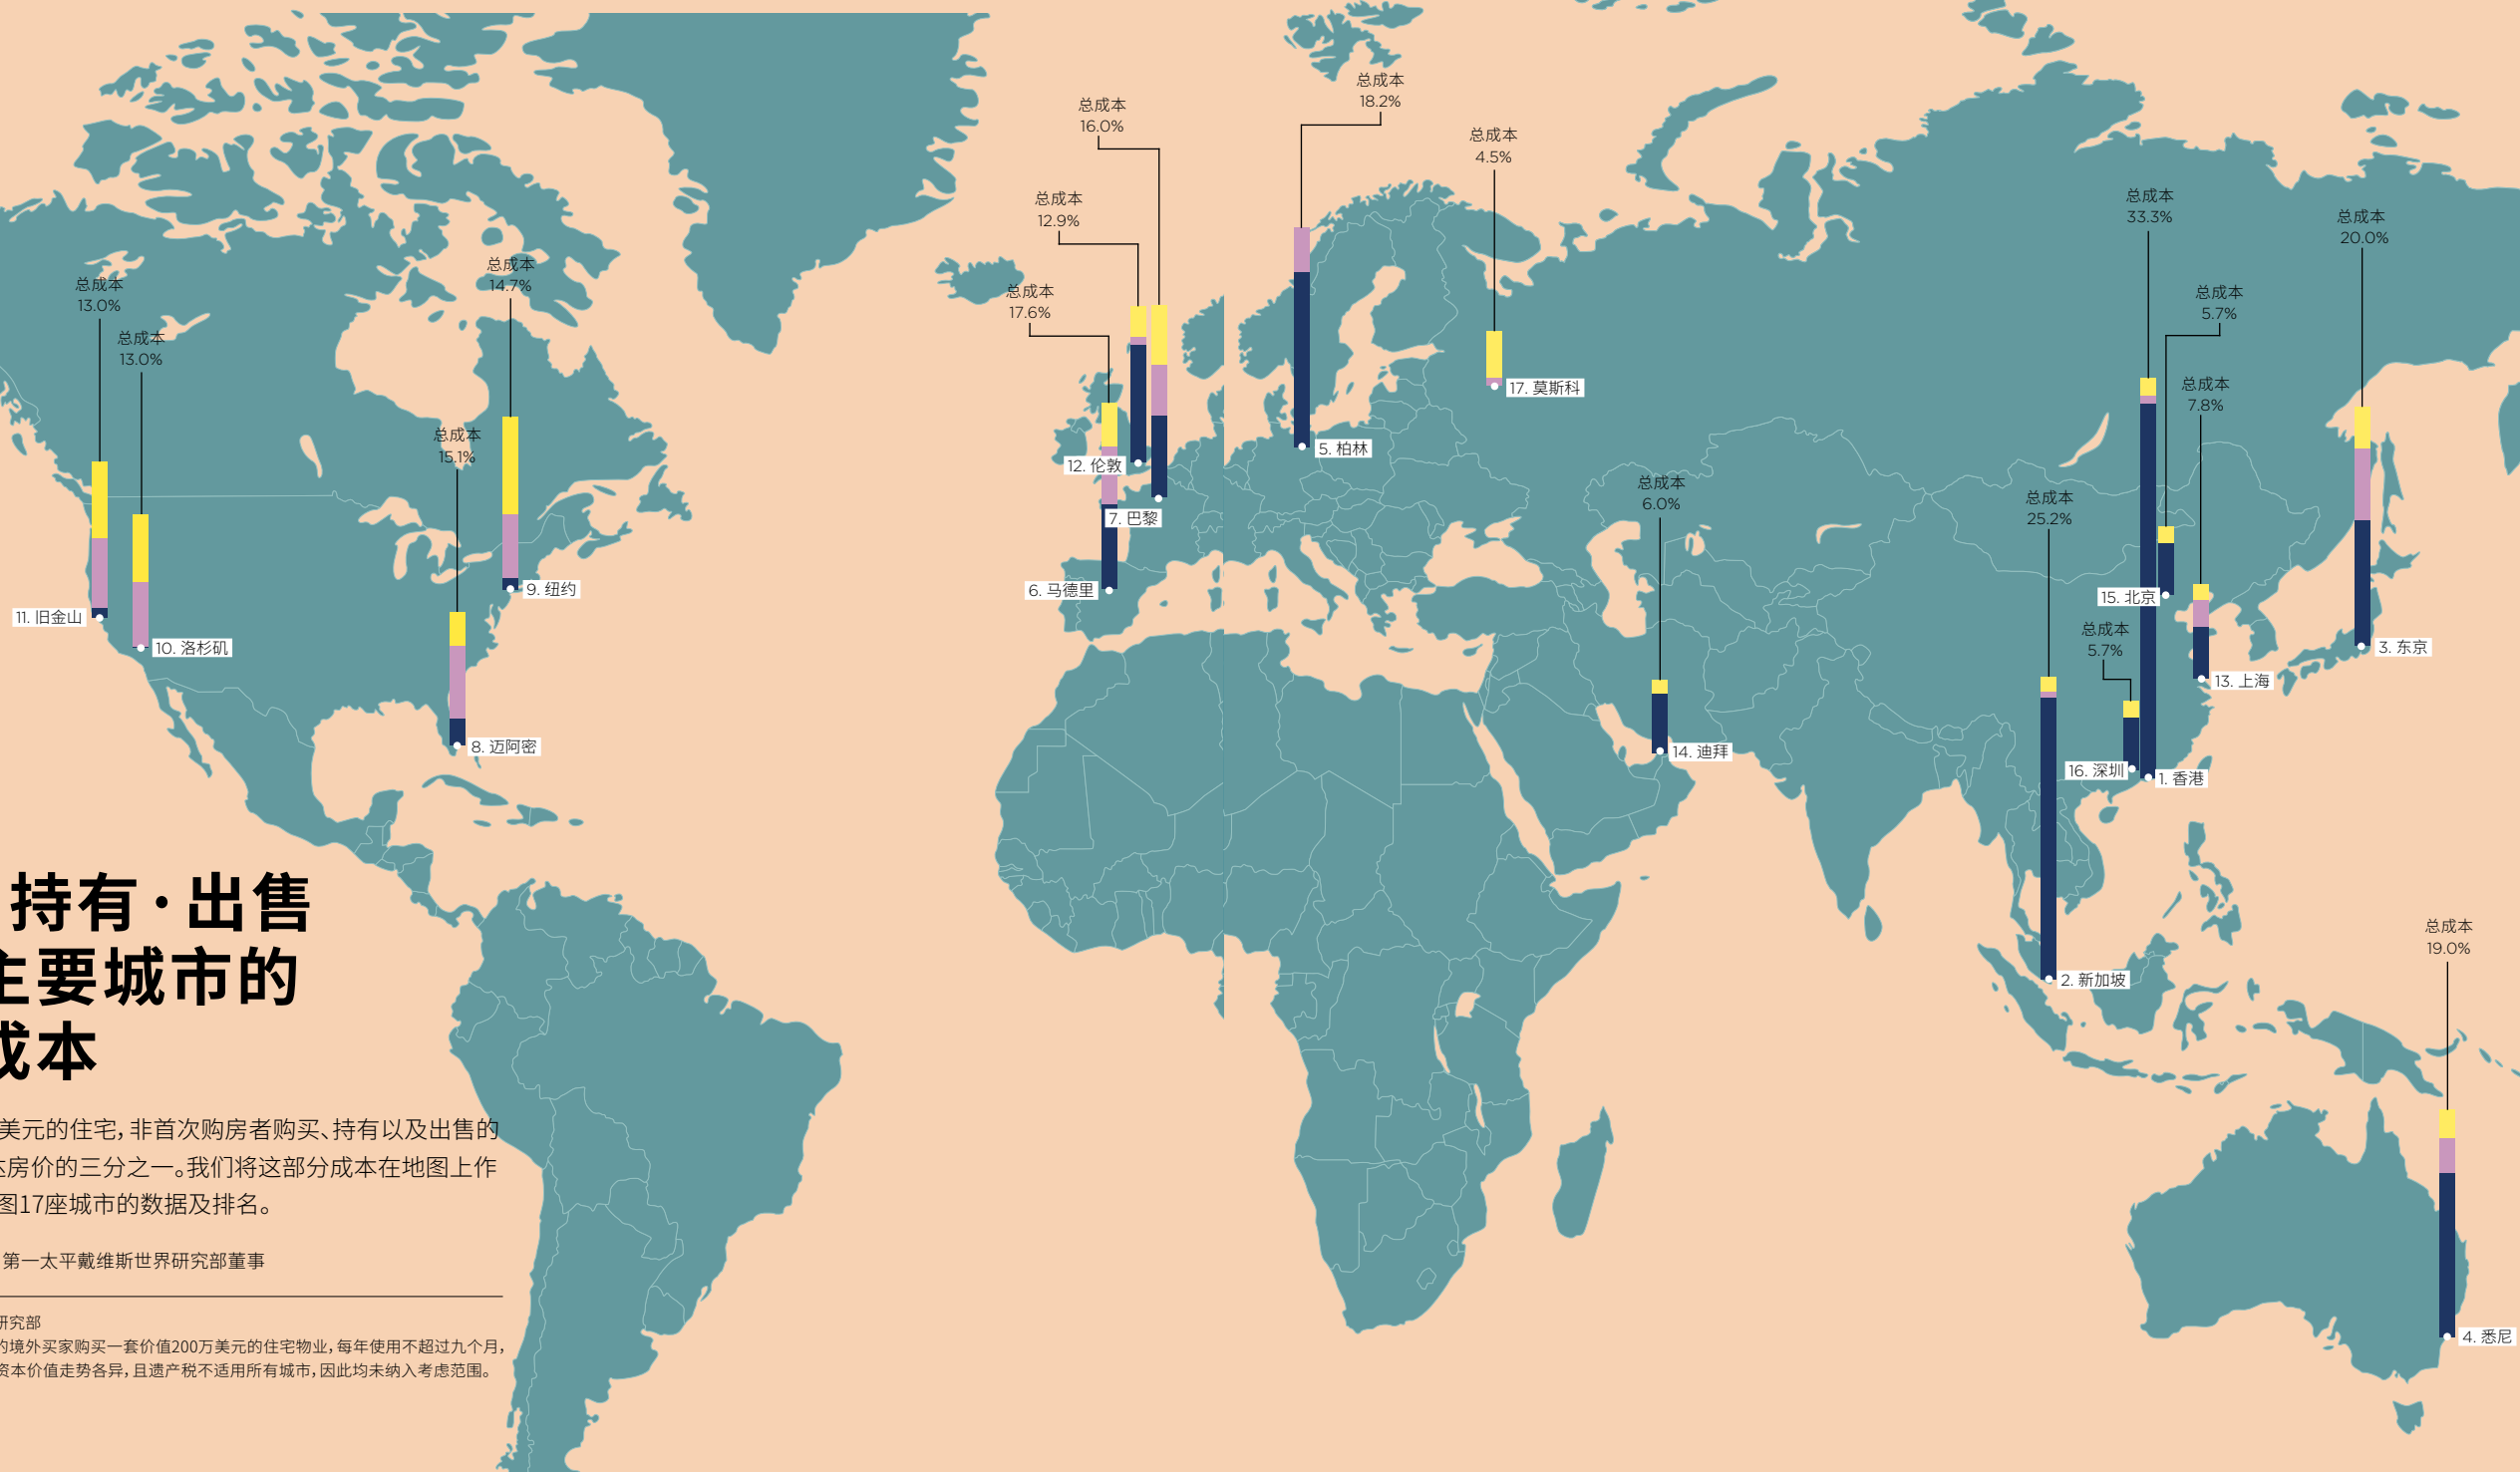 总成本
13.0%
总成本
13.0%
总成本
14.7%
总成本
15.1%
11. 旧金山
10. 洛杉矶
9. 纽约
8. 迈阿密
总成本
16.0%
总成本
12.9%
总成本
17.6%
总成本
18.2%
总成本
4.5%
12. 伦敦
7. 巴黎
6. 马德里
5. 柏林
17. 莫斯科
总成本
6.0%
14. 迪拜
总成本
33.3%
总成本
20.0%
总成本
5.7%
总成本
7.8%
总成本
25.2%
总成本
5.7%
15. 北京
3. 东京
13. 上海
16. 深圳
1. 香港
2. 新加坡
总成本
19.0%
4. 悉尼
持有·出售
主要城市的
成本
美元的住宅，非首次购房者购买、持有以及出售的
达房价的三分之一。我们将这部分成本在地图上作
图17座城市的数据及排名。
第一太平戴维斯世界研究部董事
研究部
的境外买家购买一套价值200万美元的住宅物业，每年使用不超过九个月，
资本价值走势各异，且遗产税不适用所有城市，因此均未纳入考虑范围。